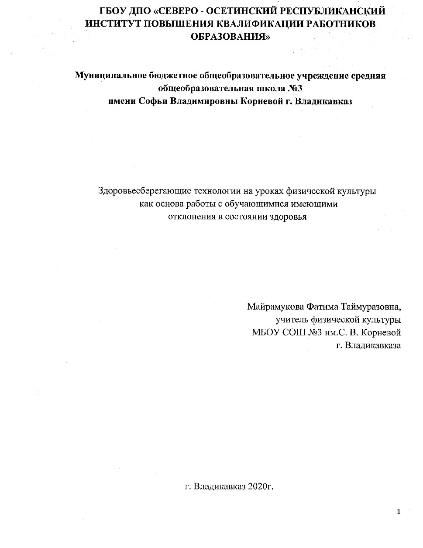 ГБОУ ДПО «СЕВЕРО - ОСЕТИНСКИЙ РЕСПУБЛИКАНСКИЙ
ИНСТИТУТ ПОВЫШЕНИЯ КВАЛИФИКАЦИИ РАБОТНИКОВ
ОБРАЗОВАНИЯ»
Муниципальное бюджетное общеобразовательное учреждение средняя
общеобразовательная школа №3
имени Софьи Владимировны Корневой г. Владикавказ
Здоровьесберегающие технологии на уроках физической культуры
как основа работы с обучающимися имеющими
отклонения в состоянии здоровья
Майрамукова Фатима Таймуразовна,
учитель физической культуры
МБОУ СОШ №3 им.С. В. Корневой
г. Владикавказа
г. Владикавказ 2020г.
1